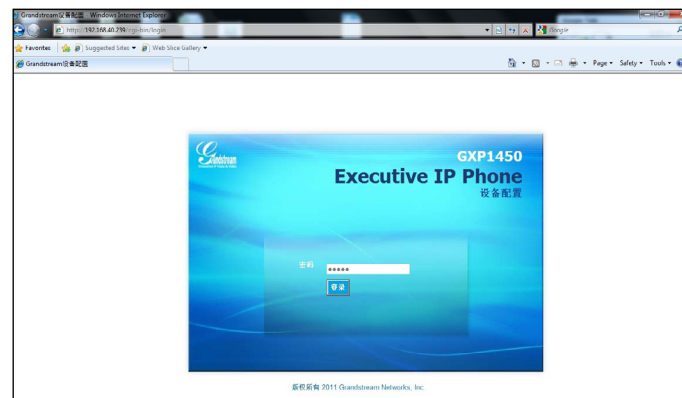 Grandstream设备配置 - Windows Internet Explorer
http://192.168.40.239/cgi-bin/login
Google
Favorites Suggested Sites Web Slice Gallery
Grandstream设备配置
Page Safety Tools
Grandstream
GXP1450
Executive IP Phone
设备配置
密码
登录
版权所有 2011 Grandstream Networks, Inc.